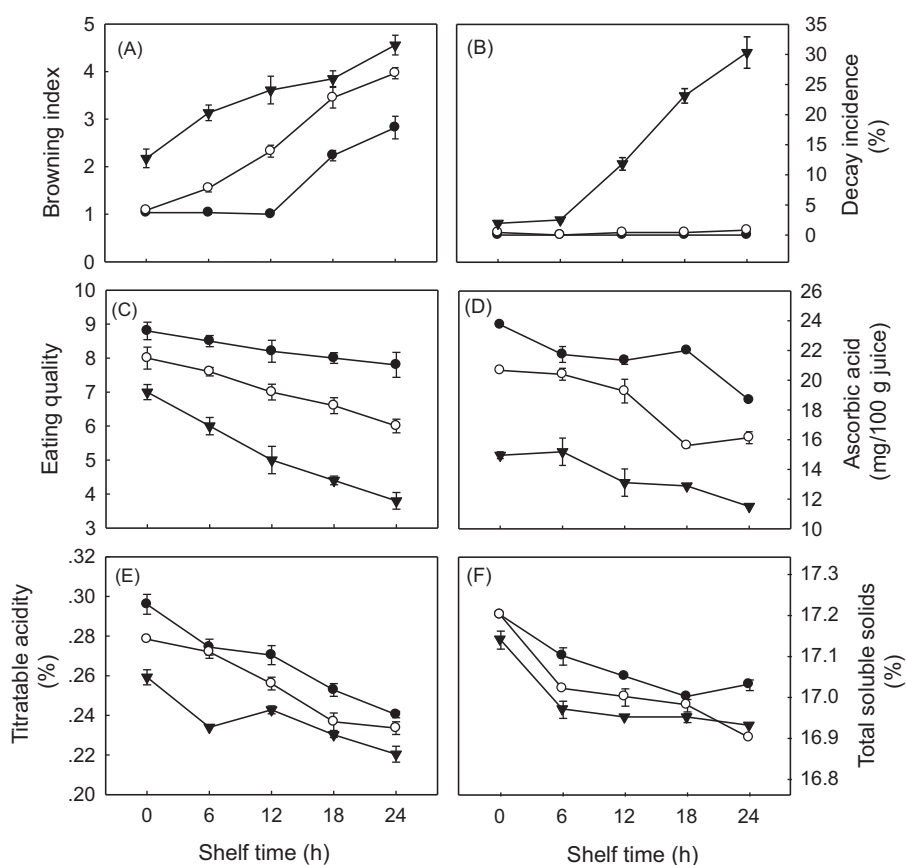 (A)
5
4
3
2
1
0
Browning index
(B)
35
30
25
20
15
10
5
0
Decay incidence
(%)
(C)
10
9
8
7
6
5
4
3
Eating quality
(D)
26
24
22
20
18
16
14
12
10
Ascorbic acid
(mg/100 g juice)
(E)
.32
.30
.28
.26
.24
.22
.20
Titratable acidity
(%)
0 6 12 18 24
Shelf time (h)
(F)
17.3
17.2
17.1
17.0
16.9
16.8
Total soluble solids
(%)
0 6 12 18 24
Shelf time (h)